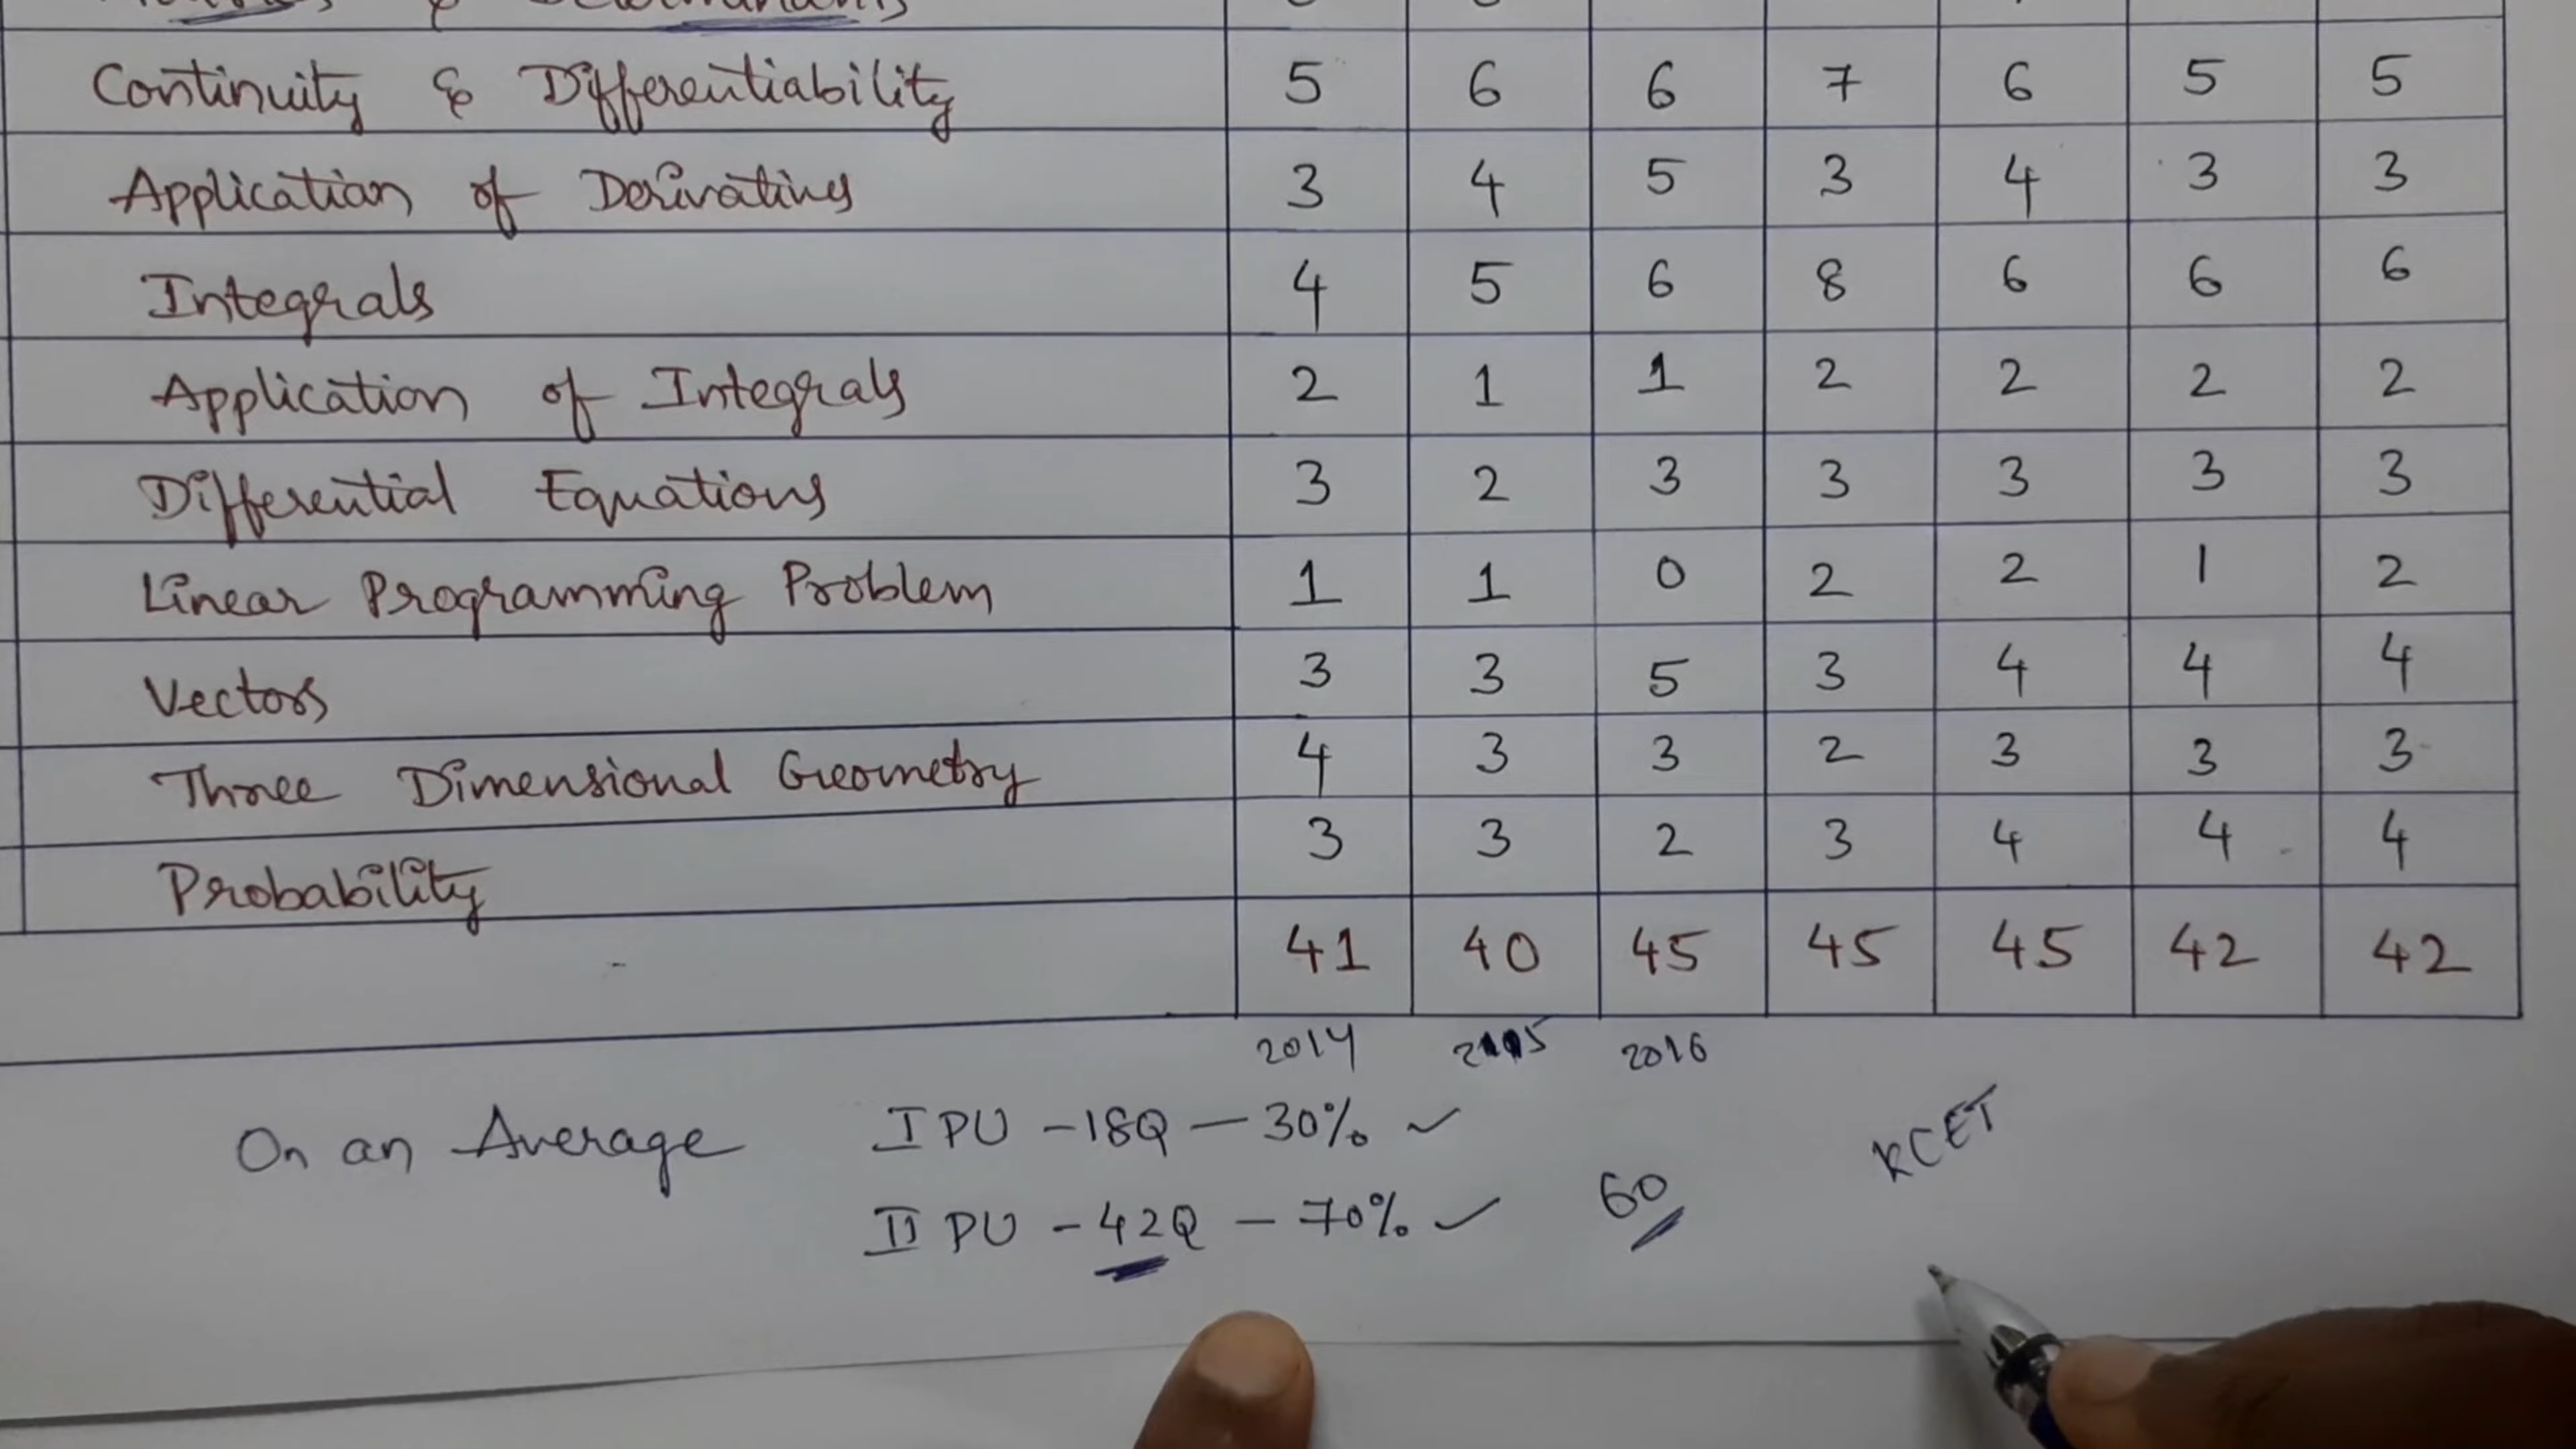 & Determinants
Continuity & Differentiability 5 6 6 7 6 5 5
Application of Derivatives 3 4 5 3 4 3 3
Integrals 4 5 6 8 6 6 6
Application of Integrals 2 1 1 2 2 2 2
Differential Equations 3 2 3 3 3 3 3
Linear Programming Problem 1 1 0 2 2 1 2
Vectors 3 3 5 3 4 4 4
Three Dimensional Geometry 4 3 3 2 3 3 3
Probability 3 3 2 3 4 4 4
41 40 45 45 45 42 42
2014 2015 2016
On an Average I PU - 18Q - 30% ✓ KCET
II PU - 42Q - 70% ✓ 60